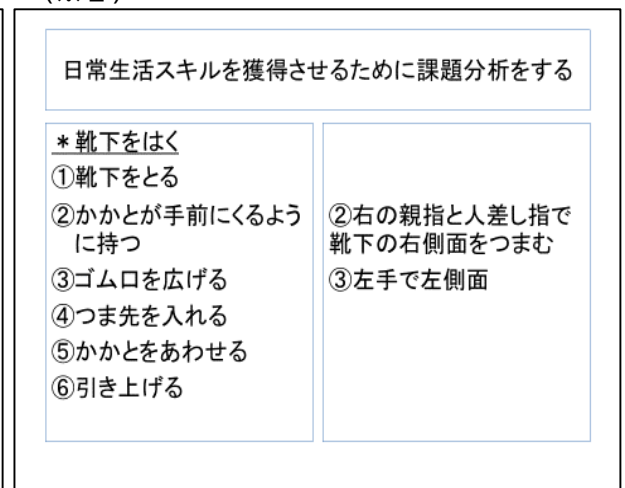 日常生活スキルを獲得させるために課題分析をする
＊靴下をはく
①靴下をとる
②かかとが手前にくるよう
に持つ
③ゴム口を広げる
④つま先を入れる
⑤かかとをあわせる
⑥引き上げる
②右の親指と人差し指で
靴下の右側面をつまむ
③左手で左側面